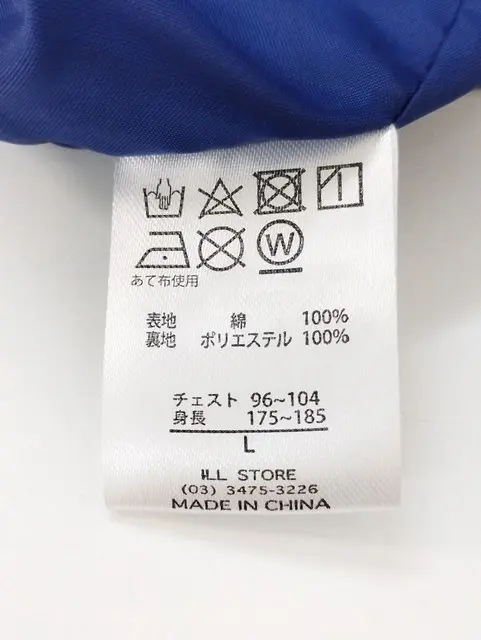 W
あて布使用
表地 綿 100%
裏地 ポリエステル 100%
チェスト 96~104
身長 175~185
L
ILL STORE
(03) 3475-3226
MADE IN CHINA